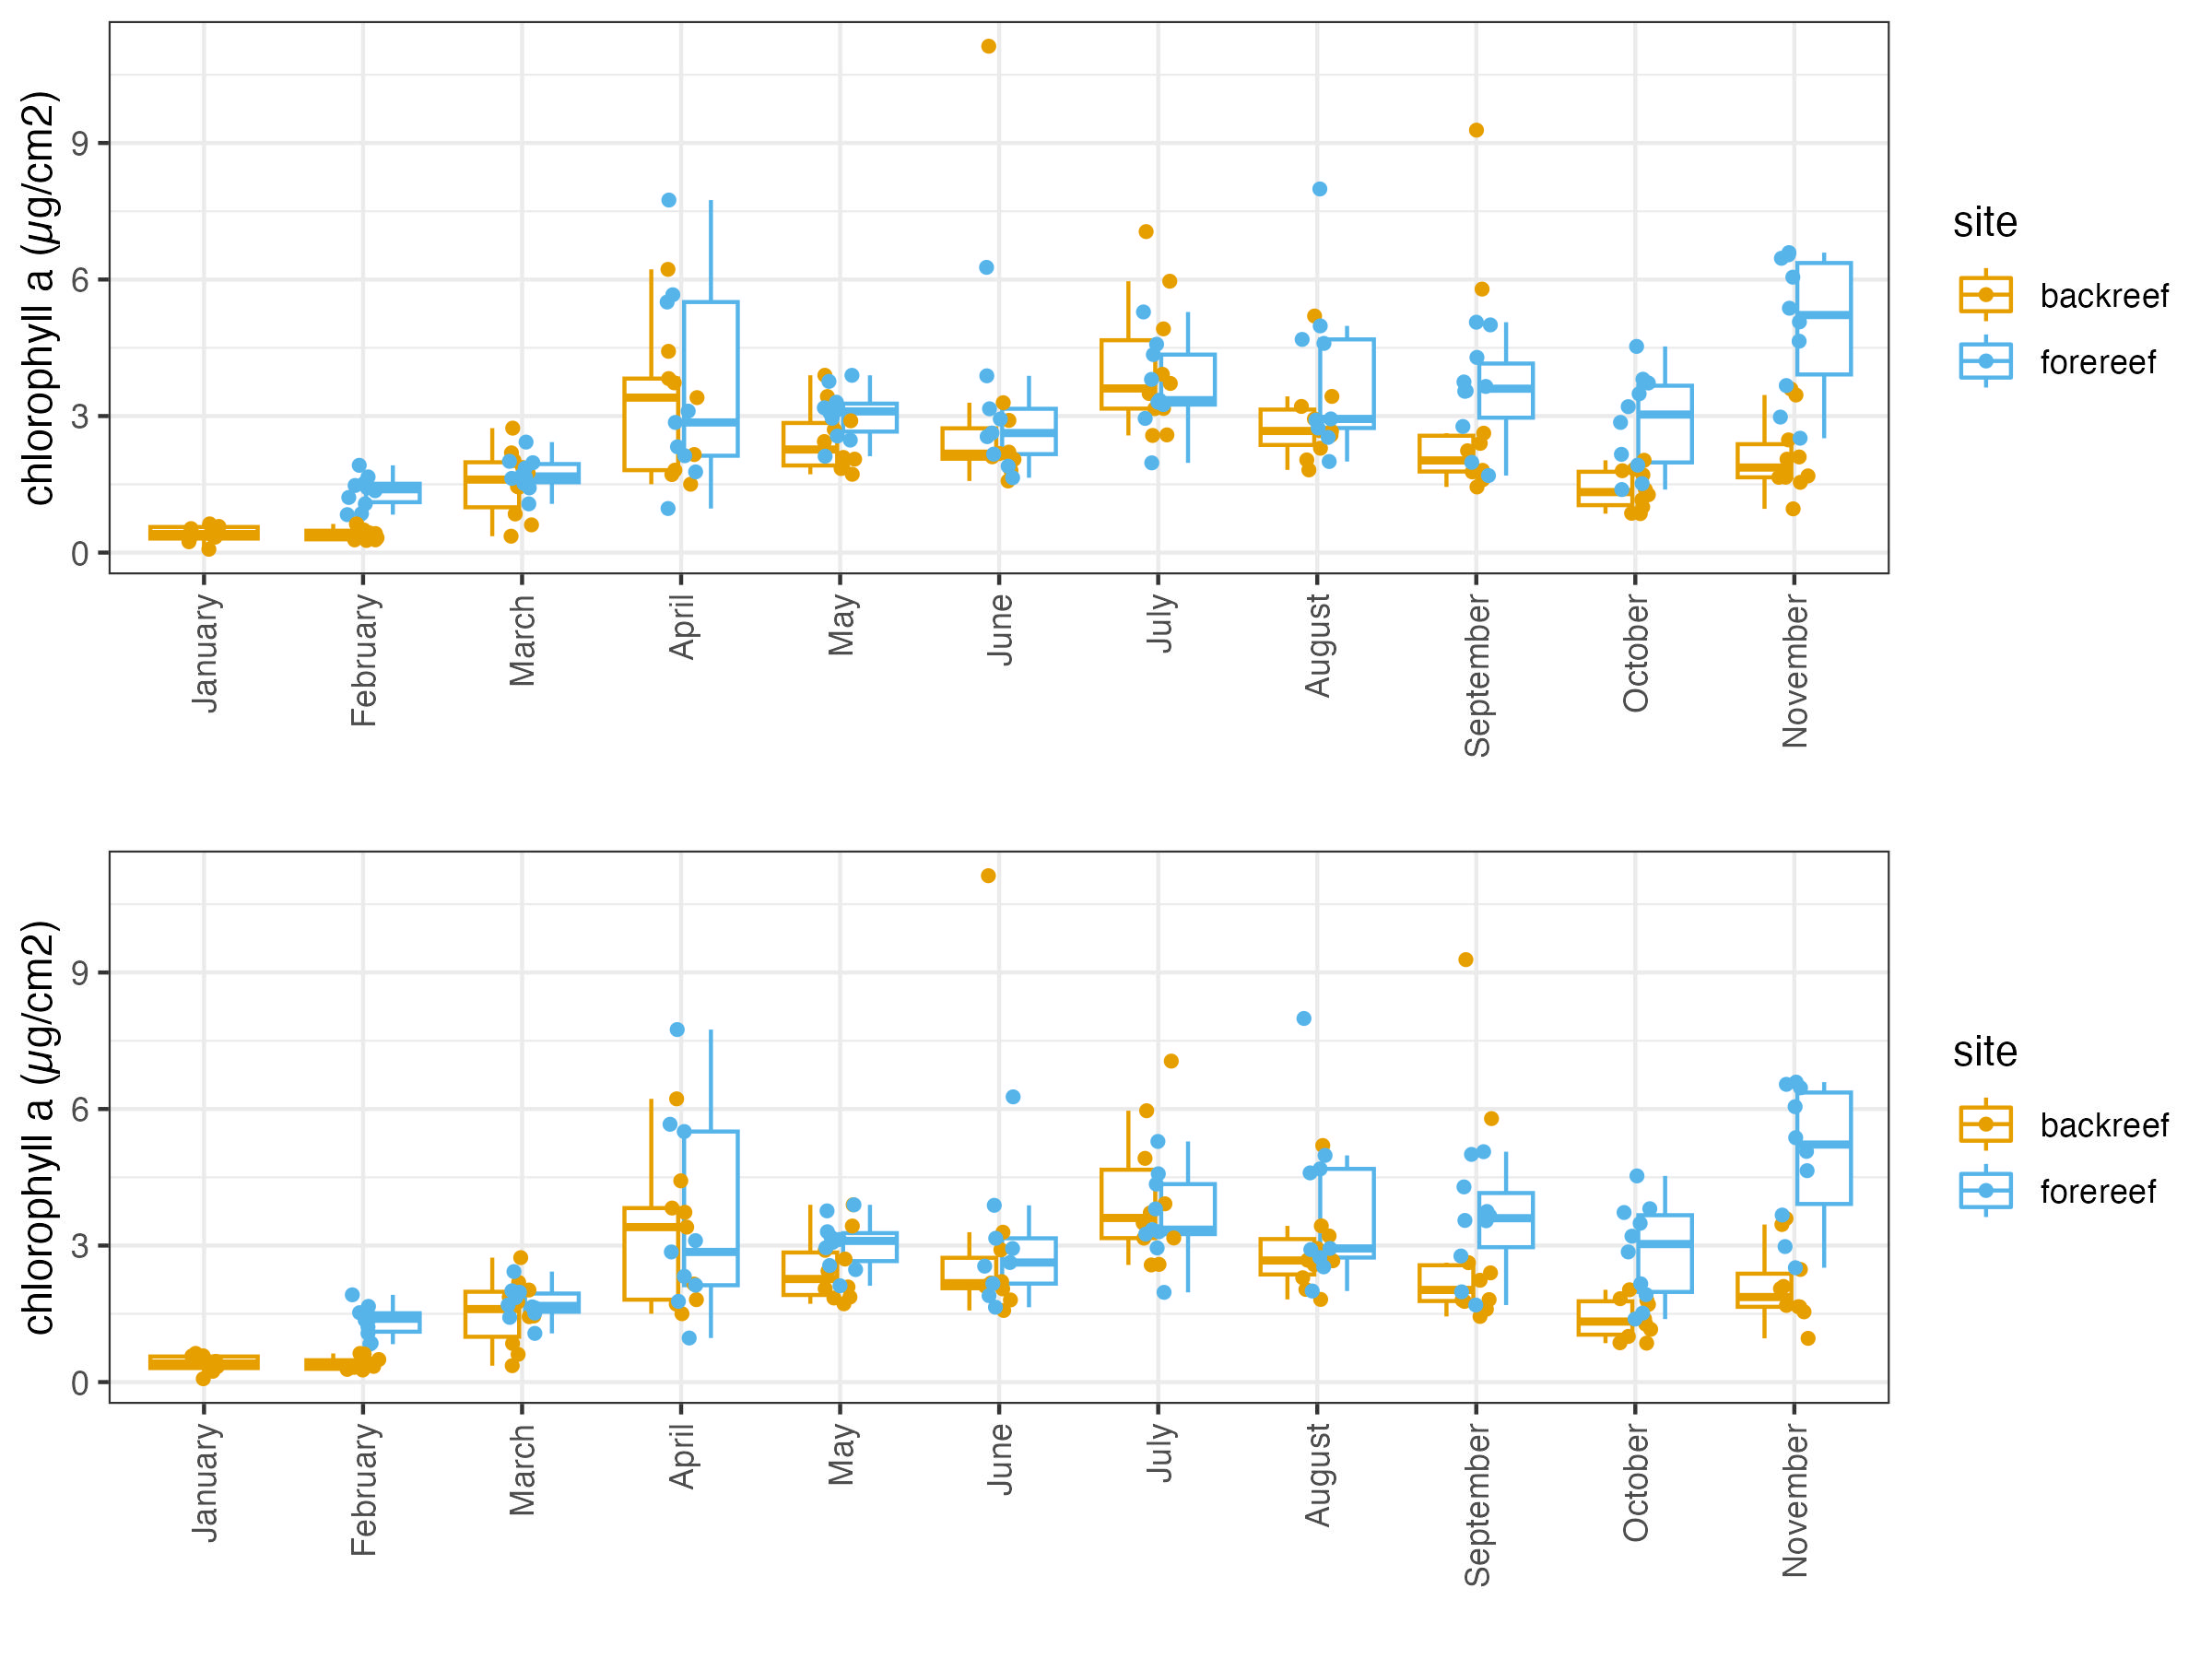 chlorophyll a (µg/cm2)
9
6
3
0
January
February
March
April
May
June
July
August
September
October
November
site
backreef
forereef
chlorophyll a (µg/cm2)
9
6
3
0
January
February
March
April
May
June
July
August
September
October
November
site
backreef
forereef